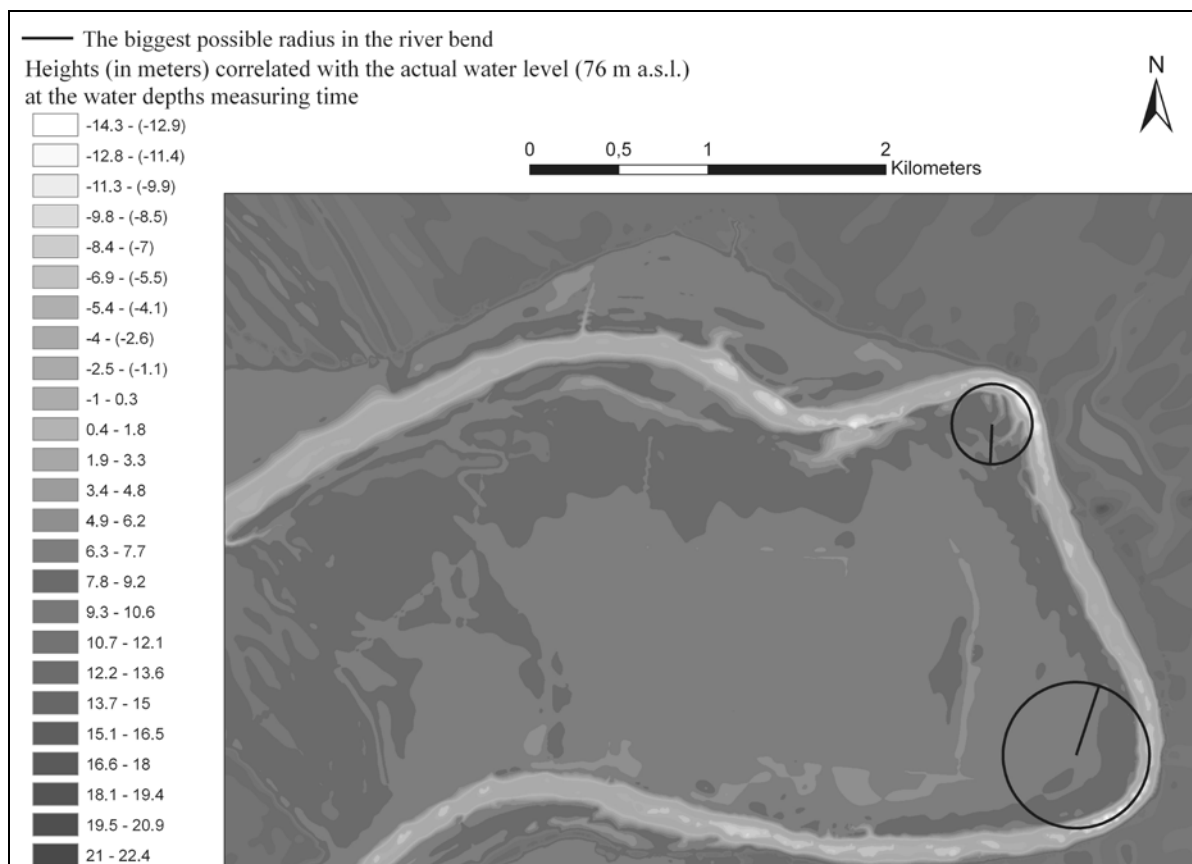 The biggest possible radius in the river bend
Heights (in meters) correlated with the actual water level (76 m a.s.l.)
at the water depths measuring time
N
0 0,5 1 2
Kilometers
-14.3 - (-12.9)
-12.8 - (-11.4)
-11.3 - (-9.9)
-9.8 - (-8.5)
-8.4 - (-7)
-6.9 - (-5.5)
-5.4 - (-4.1)
-4 - (-2.6)
-2.5 - (-1.1)
-1 - 0.3
0.4 - 1.8
1.9 - 3.3
3.4 - 4.8
4.9 - 6.2
6.3 - 7.7
7.8 - 9.2
9.3 - 10.6
10.7 - 12.1
12.2 - 13.6
13.7 - 15
15.1 - 16.5
16.6 - 18
18.1 - 19.4
19.5 - 20.9
21 - 22.4